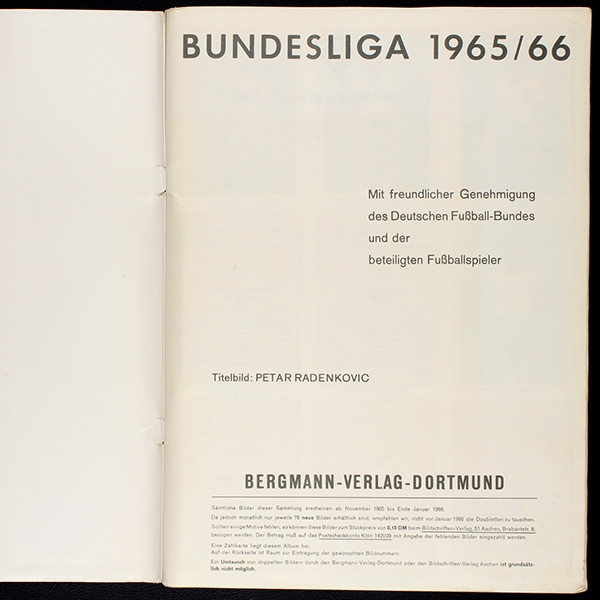 BUNDESLIGA 1965/66
Mit freundlicher Genehmigung
des Deutschen Fußball-Bundes
und der
beteiligten Fußballspieler
Titelbild: PETAR RADENKOVIC
BERGMANN-VERLAG-DORTMUND
Sämtliche Bilder dieser Sammlung erscheinen ab November 1965 bis Ende Januar 1966.
Da jedoch monatlich nur jeweils 78 neue Bilder erhältlich sind, empfehlen wir, nicht vor Januar 1966 die Doubletten zu tauschen.
Sollten einige Motive fehlen, so können diese Bilder zum Stückpreis von 0,10 DM beim Bildschriften-Verlag, 51 Aachen, Brabantstr. 8,
bezogen werden. Der Betrag muß auf das Postscheckkonto Köln 142009 mit Angabe der fehlenden Bilder eingezahlt werden.
Eine Zahlkarte liegt diesem Album bei.
Auf der Rückseite ist Raum zur Eintragung der gewünschten Bildnummern.
Ein Umtausch von doppelten Bildern durch den Bergmann-Verlag-Dortmund oder den Bildschriften-Verlag Aachen ist grundsätz-
lich nicht möglich.